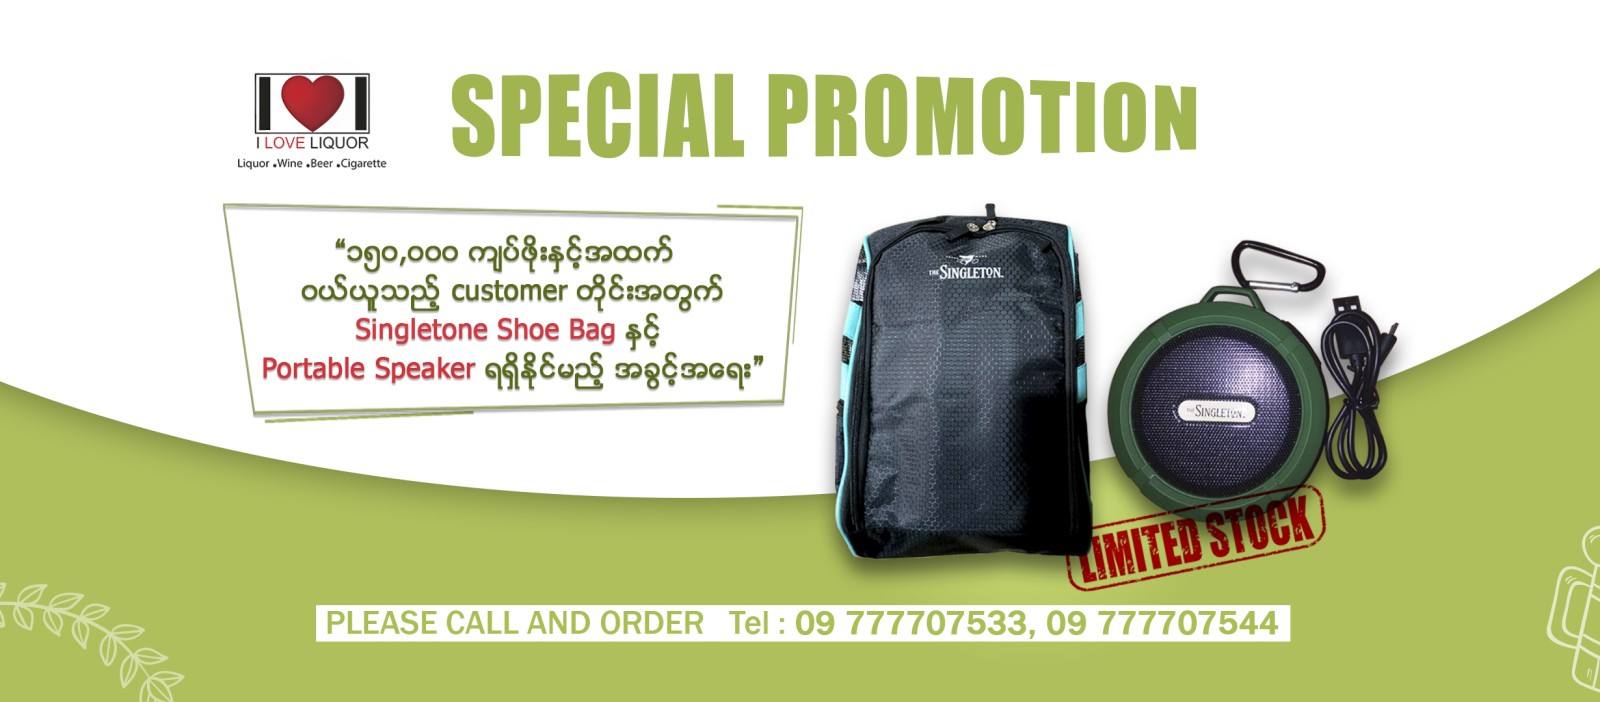 SPECIAL PROMOTION
I LOVE LIQUOR
Liquor .Wine .Beer .Cigarette
“၁၅၀,၀၀၀ ကျပ်ဖိုးနှင့်အထက်
ဝယ်ယူသည့် customer တိုင်းအတွက်
Singletone Shoe Bag နှင့်
Portable Speaker ရရှိနိုင်မည့် အခွင့်အရေး”
THE SINGLETON.
THE SINGLETON.
LIMITED STOCK
PLEASE CALL AND ORDER Tel : 09 777707533, 09 777707544